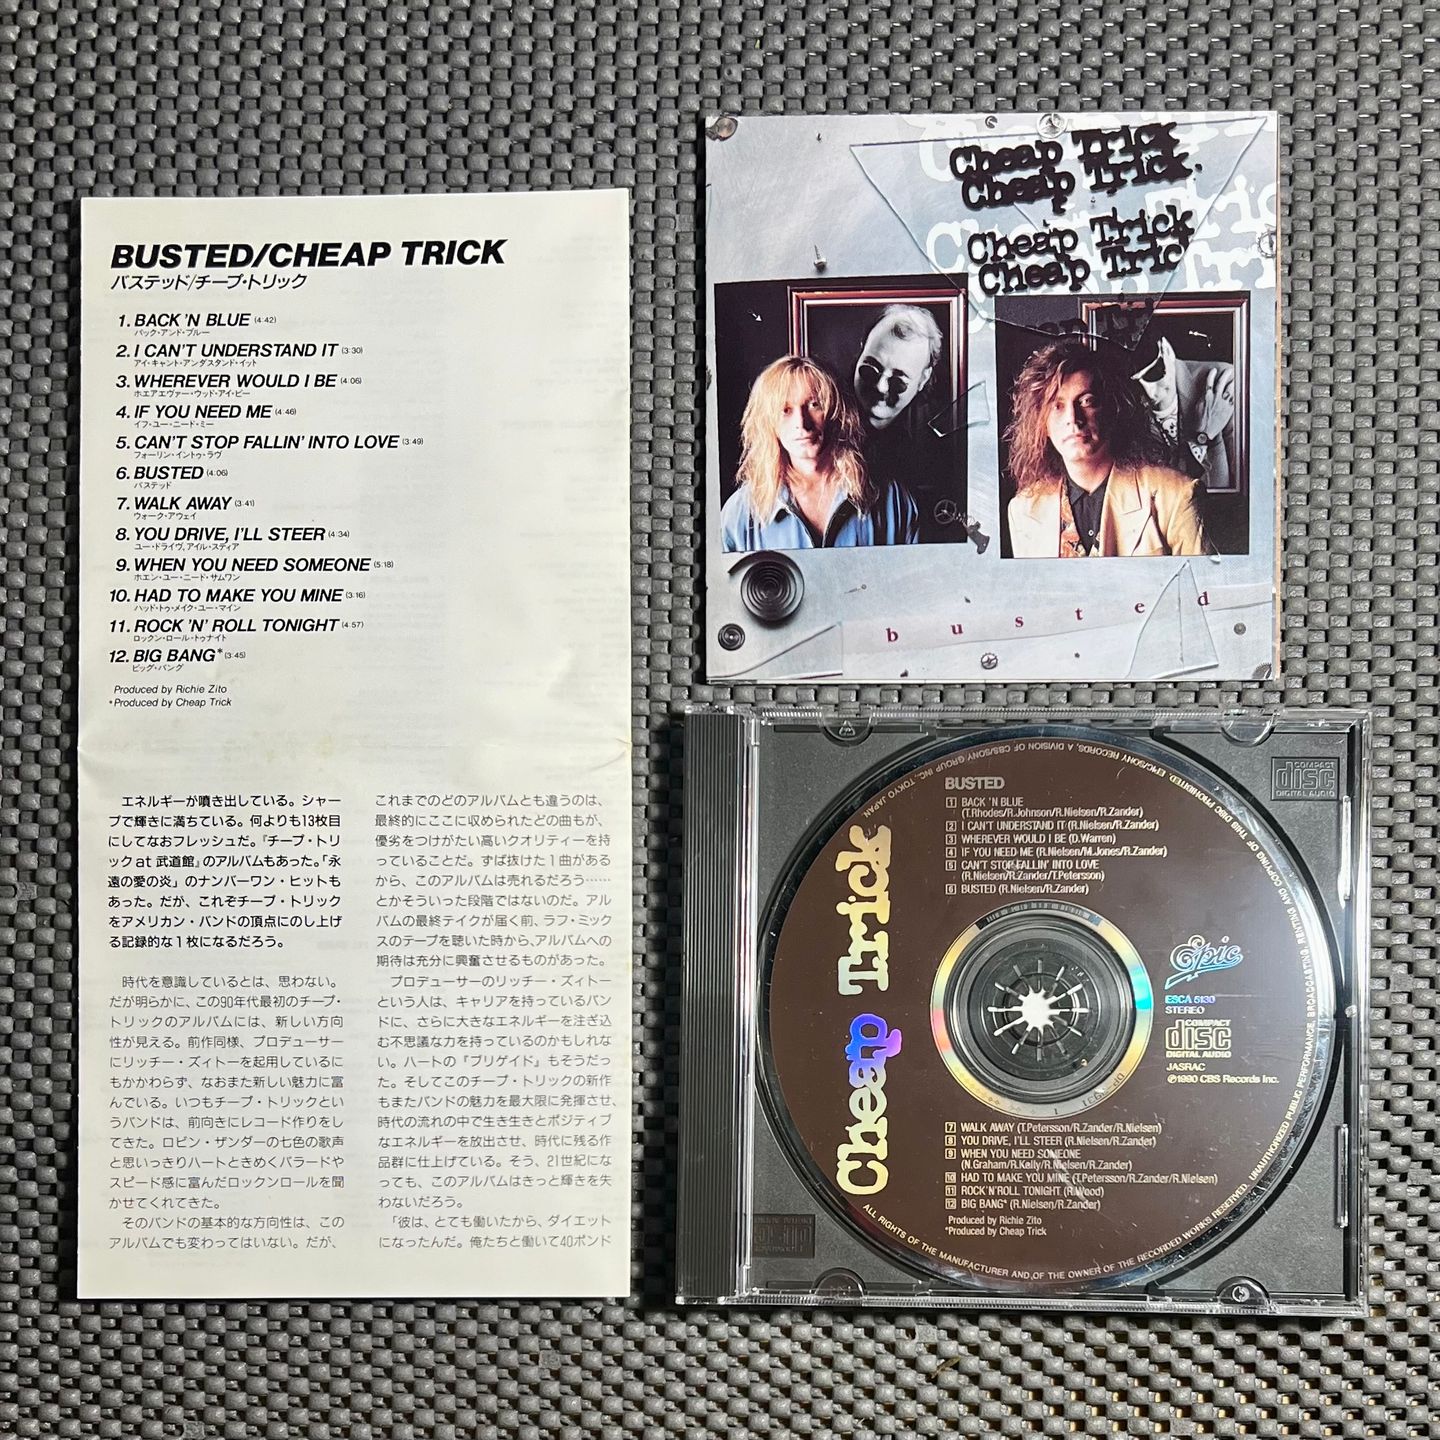 BUSTED/CHEAP TRICK
バステッド/チープ・トリック
1. BACK 'N BLUE (4:42)
バック・アンド・ブルー
2. I CAN'T UNDERSTAND IT (3:30)
アイ・キャント・アンダスタンド・イット
3. WHEREVER WOULD I BE (4:06)
ホエアエヴァー・ウッド・アイ・ビー
4. IF YOU NEED ME (4:46)
イフ・ユー・ニード・ミー
5. CAN'T STOP FALLIN' INTO LOVE (3:49)
フォーリン・イントゥ・ラヴ
6. BUSTED (4:06)
バステッド
7. WALK AWAY (3:41)
ウォーク・アウェイ
8. YOU DRIVE, I'LL STEER (4:34)
ユー・ドライヴ, アイル・スティア
9. WHEN YOU NEED SOMEONE (5:18)
ホエン・ユー・ニード・サムワン
10. HAD TO MAKE YOU MINE (3:16)
ハッド・トゥ・メイク・ユー・マイン
11. ROCK 'N' ROLL TONIGHT (4:57)
ロックン・ロール・トゥナイト
12. BIG BANG* (3:45)
ビッグ・バング
Produced by Richie Zito
*Produced by Cheap Trick
エネルギーが噴き出している。シャー
プで輝きに満ちている。何よりも13枚目
にしてなおフレッシュだ。『チープ・トリ
ック at 武道館』のアルバムもあった。「永
遠の愛の炎」のナンバーワン・ヒットも
あった。だが、これぞチープ・トリック
をアメリカン・バンドの頂点にのし上げ
る記録的な1枚になるだろう。
時代を意識しているとは、思わない。
だが明らかに、この90年代最初のチープ・
トリックのアルバムには、新しい方向
性が見える。前作同様、プロデューサー
にリッチー・ズィトーを起用しているに
もかかわらず、なおまた新しい魅力に富
んでいる。いつもチープ・トリックとい
うバンドは、前向きにレコード作りをし
てきた。ロビン・ザンダーの七色の歌声
と思いっきりハートときめくバラードや
スピード感に富んだロックンロールを聞
かせてくれてきた。
そのバンドの基本的な方向性は、この
アルバムでも変わってはいない。だが、
これまでのどのアルバムとも違うのは、
最終的にここに収められたどの曲もが、
優劣をつけがたい高いクオリティーを持
っていることだ。ずば抜けた1曲がある
から、このアルバムは売れるだろう……
とかそういった段階ではないのだ。アル
バムの最終テイクが届く前、ラフ・ミック
スのテープを聴いた時から、アルバムへの
期待は充分に興奮させるものがあった。
プロデューサーのリッチー・ズィトー
という人は、キャリアを持っているバン
ドに、さらに大きなエネルギーを注ぎ込
む不思議な力を持っているのかもしれな
い。ハートの『ブリゲイド』もそうだっ
た。そしてこのチープ・トリックの新作
もまたバンドの魅力を最大限に発揮させ、
時代の流れの中で生き生きとポジティブ
なエネルギーを放出させ、時代に残る作
品群に仕上げている。そう、21世紀にな
っても、このアルバムはきっと輝きを失
わないだろう。
「彼は、とても働いたから、ダイエット
になったんだ。俺たちと働いて40ポンド
Cheap Trick
Cheap Trick
Cheap Trick
Cheap Tric
busted
BUSTED
1 BACK 'N BLUE
(T.Rhodes/R.Johnson/R.Nielsen/R.Zander)
2 I CAN'T UNDERSTAND IT (R.Nielsen/R.Zander)
3 WHEREVER WOULD I BE (D.Warren)
4 IF YOU NEED ME (R.Nielsen/M.Jones/R.Zander)
5 CAN'T STOP FALLIN' INTO LOVE
(R.Nielsen/R.Zander/T.Petersson)
6 BUSTED (R.Nielsen/R.Zander)
Cheap Trick
Epic
ESCA 5130
STEREO
COMPACT
disc
DIGITAL AUDIO
JASRAC
℗1990 CBS Records Inc.
7 WALK AWAY (T.Petersson/R.Zander/R.Nielsen)
8 YOU DRIVE, I'LL STEER (R.Nielsen/R.Zander)
9 WHEN YOU NEED SOMEONE
(N.Graham/R.Kelly/R.Nielsen/R.Zander)
10 HAD TO MAKE YOU MINE (T.Petersson/R.Zander/R.Nielsen)
11 ROCK'N'ROLL TONIGHT (R.Wood)
12 BIG BANG* (R.Nielsen/R.Zander)
Produced by Richie Zito
*Produced by Cheap Trick
ALL RIGHTS OF THE MANUFACTURER AND OF THE OWNER OF THE RECORDED WORKS RESERVED. UNAUTHORIZED PUBLIC PERFORMANCE, BROADCASTING, RENTING AND COPYING OF THIS DISC PROHIBITED. EPIC/SONY RECORDS, A DIVISION OF CBS/SONY GROUP INC., TOKYO JAPAN.
COMPACT
disc
DIGITAL AUDIO